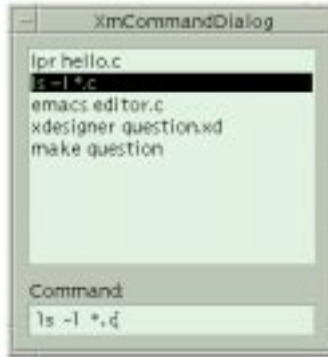 XmCommandDialog
lpr hello.c
ls -l *.c
emacs editor.c
xdesigner question.xd
make question
Command:
ls -l *.c